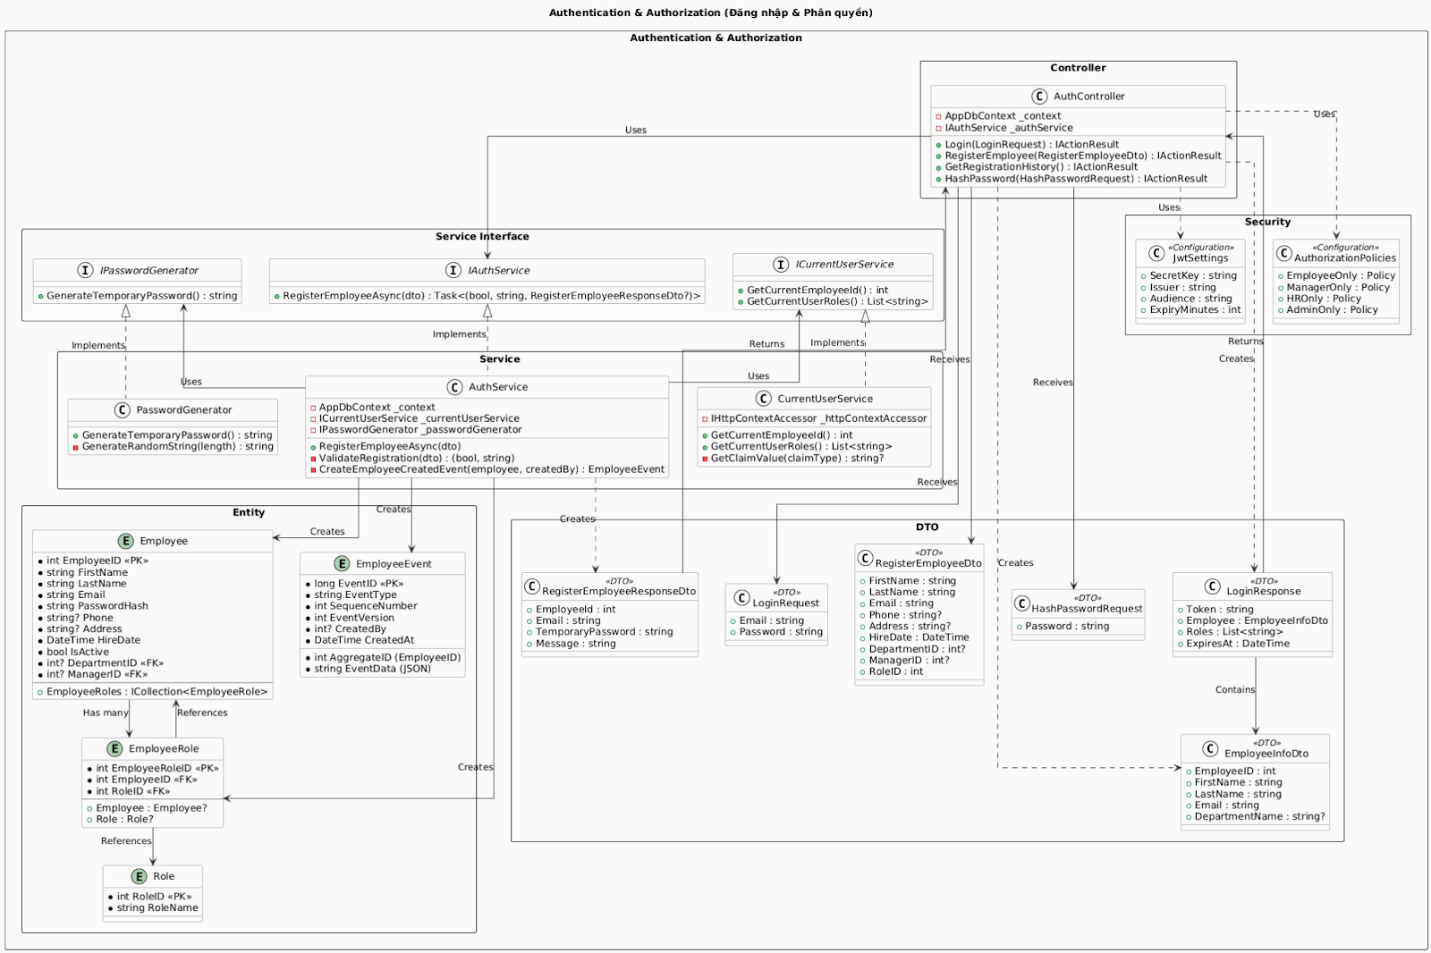 Authentication & Authorization (Đăng nhập & Phân quyền)
Authentication & Authorization
Controller
C AuthController
AppDbContext _context
IAuthService _authService
Login(LoginRequest) : IActionResult
RegisterEmployee(RegisterEmployeeDto) : IActionResult
GetRegistrationHistory() : IActionResult
HashPassword(HashPasswordRequest) : IActionResult
Uses
Uses
Uses
Security
C «Configuration»
JwtSettings
SecretKey : string
Issuer : string
Audience : string
ExpiryMinutes : int
C «Configuration»
AuthorizationPolicies
EmployeeOnly : Policy
ManagerOnly : Policy
HROnly : Policy
AdminOnly : Policy
Service Interface
I IPasswordGenerator
GenerateTemporaryPassword() : string
I IAuthService
RegisterEmployeeAsync(dto) : Task<(bool, string, RegisterEmployeeResponseDto?)>
I ICurrentUserService
GetCurrentEmployeeId() : int
GetCurrentUserRoles() : List<string>
Implements
Implements
Returns
Implements
Receives
Receives
Returns
Creates
Service
Uses
Uses
C PasswordGenerator
GenerateTemporaryPassword() : string
GenerateRandomString(length) : string
C AuthService
AppDbContext _context
ICurrentUserService _currentUserService
IPasswordGenerator _passwordGenerator
RegisterEmployeeAsync(dto)
ValidateRegistration(dto) : (bool, string)
CreateEmployeeCreatedEvent(employee, createdBy) : EmployeeEvent
C CurrentUserService
IHttpContextAccessor _httpContextAccessor
GetCurrentEmployeeId() : int
GetCurrentUserRoles() : List<string>
GetClaimValue(claimType) : string?
Receives
Creates
Creates
Creates
Entity
E Employee
int EmployeeID «PK»
string FirstName
string LastName
string Email
string PasswordHash
string? Phone
string? Address
DateTime HireDate
bool IsActive
int? DepartmentID «FK»
int? ManagerID «FK»
EmployeeRoles : ICollection<EmployeeRole>
E EmployeeEvent
long EventID «PK»
string EventType
int SequenceNumber
int EventVersion
int? CreatedBy
DateTime CreatedAt
int AggregateID (EmployeeID)
string EventData (JSON)
Has many
References
E EmployeeRole
int EmployeeRoleID «PK»
int EmployeeID «FK»
int RoleID «FK»
Employee : Employee?
Role : Role?
Creates
References
E Role
int RoleID «PK»
string RoleName
DTO
C «DTO»
RegisterEmployeeResponseDto
EmployeeId : int
Email : string
TemporaryPassword : string
Message : string
C «DTO»
LoginRequest
Email : string
Password : string
C «DTO»
RegisterEmployeeDto
FirstName : string
LastName : string
Email : string
Phone : string?
Address : string?
HireDate : DateTime
DepartmentID : int?
ManagerID : int?
RoleID : int
Creates
C «DTO»
HashPasswordRequest
Password : string
C «DTO»
LoginResponse
Token : string
Employee : EmployeeInfoDto
Roles : List<string>
ExpiresAt : DateTime
Contains
C «DTO»
EmployeeInfoDto
EmployeeID : int
FirstName : string
LastName : string
Email : string
DepartmentName : string?